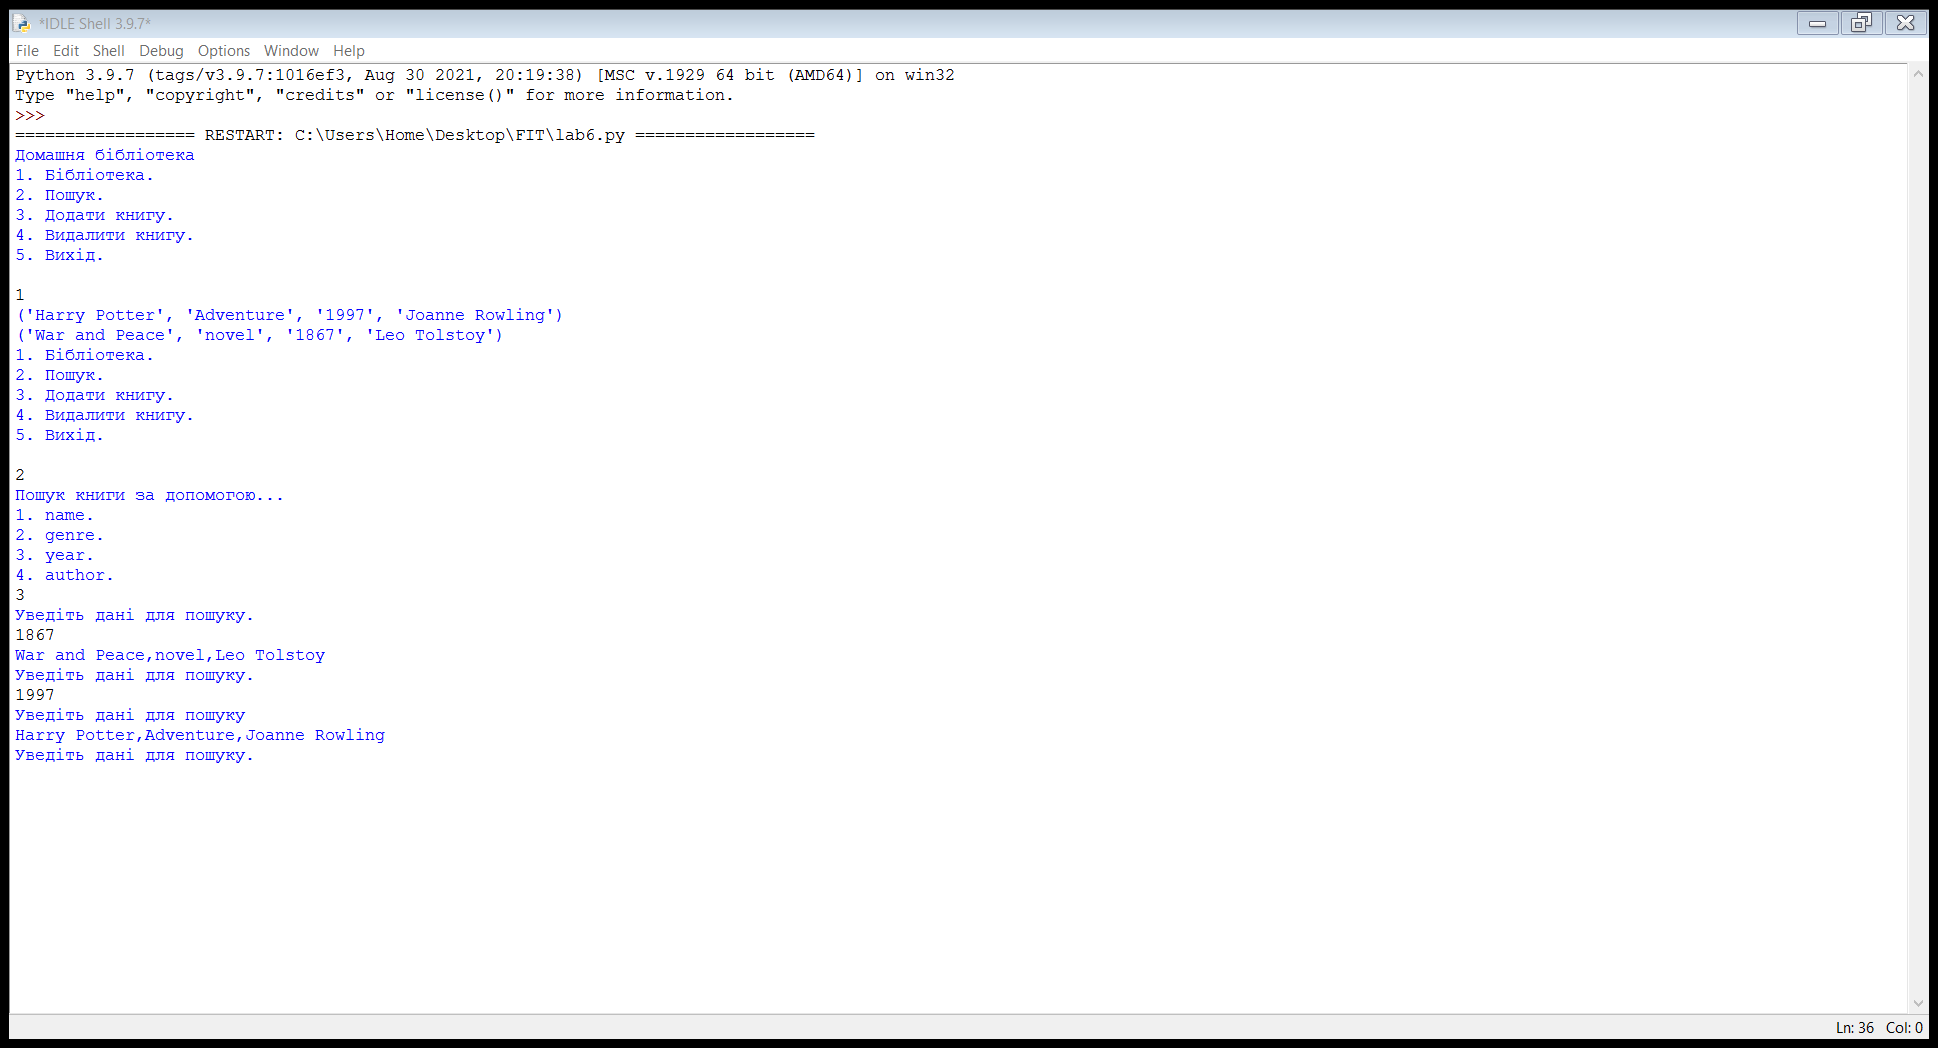 *IDLE Shell 3.9.7*
File Edit Shell Debug Options Window Help
Python 3.9.7 (tags/v3.9.7:1016ef3, Aug 30 2021, 20:19:38) [MSC v.1929 64 bit (AMD64)] on win32
Type "help", "copyright", "credits" or "license()" for more information.
>>>
================== RESTART: C:\Users\Home\Desktop\FIT\lab6.py ==================
Домашня бібліотека
1. Бібліотека.
2. Пошук.
3. Додати книгу.
4. Видалити книгу.
5. Вихід.
1
('Harry Potter', 'Adventure', '1997', 'Joanne Rowling')
('War and Peace', 'novel', '1867', 'Leo Tolstoy')
1. Бібліотека.
2. Пошук.
3. Додати книгу.
4. Видалити книгу.
5. Вихід.
2
Пошук книги за допомогою...
1. name.
2. genre.
3. year.
4. author.
3
Уведіть дані для пошуку.
1867
War and Peace,novel,Leo Tolstoy
Уведіть дані для пошуку.
1997
Уведіть дані для пошуку
Harry Potter,Adventure,Joanne Rowling
Уведіть дані для пошуку.
Ln: 36 Col: 0